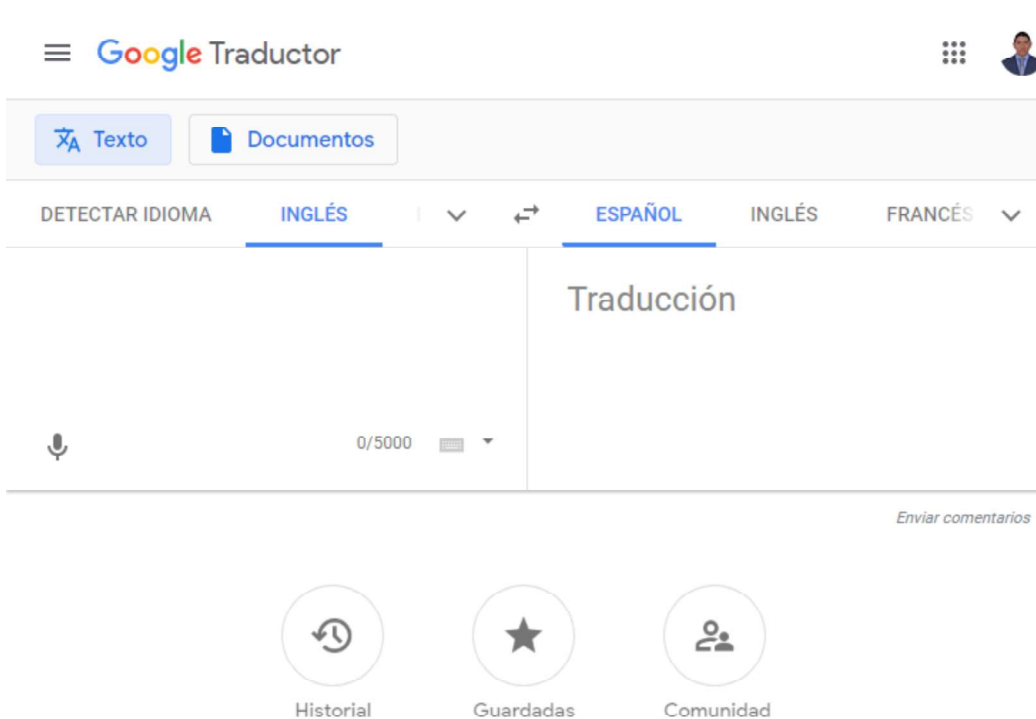 Google Traductor
Texto Documentos
DETECTAR IDIOMA INGLÉS ESPAÑOL INGLÉS FRANCÉS
Traducción
0/5000
Enviar comentarios
Historial Guardadas Comunidad